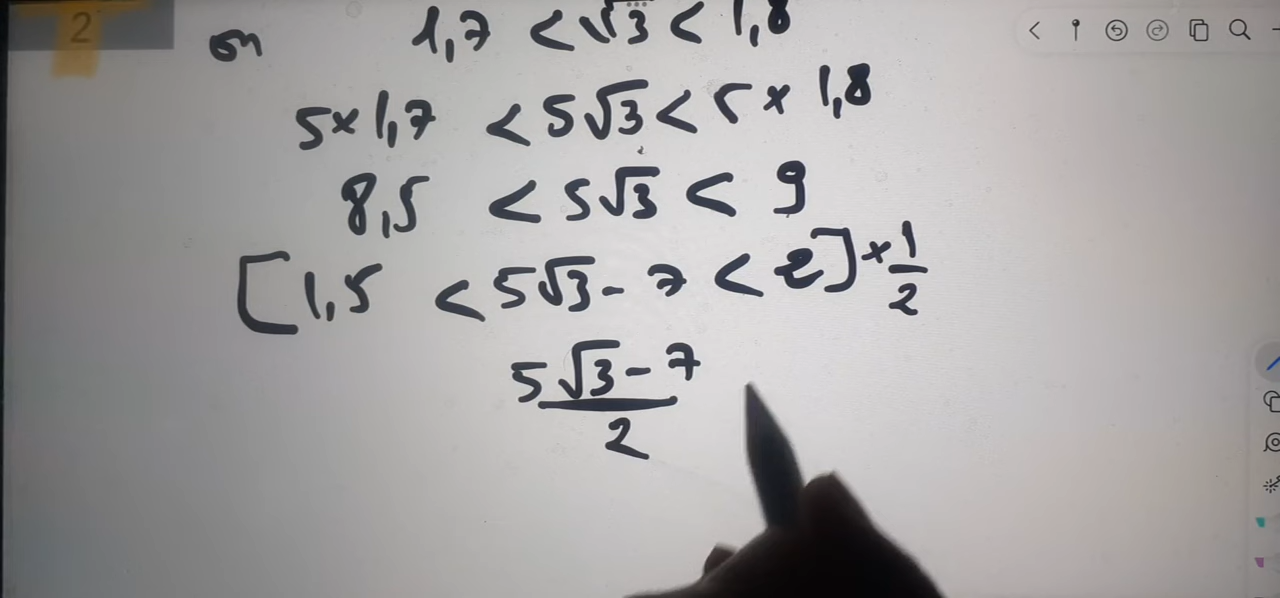 2
on 1,7 < √3 < 1,8
5 × 1,7 < 5√3 < 5 × 1,8
8,5 < 5√3 < 9
[1,5 < 5√3 - 7 < 2] × 1/2
5√3 - 7 / 2